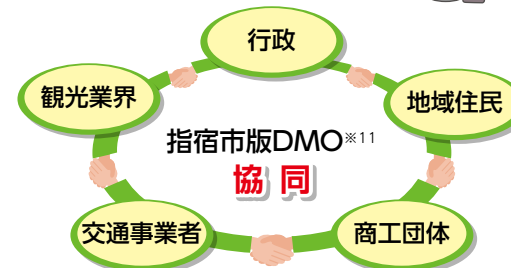 行政
観光業界
地域住民
指宿市版DMO※11
協同
交通事業者
商工団体